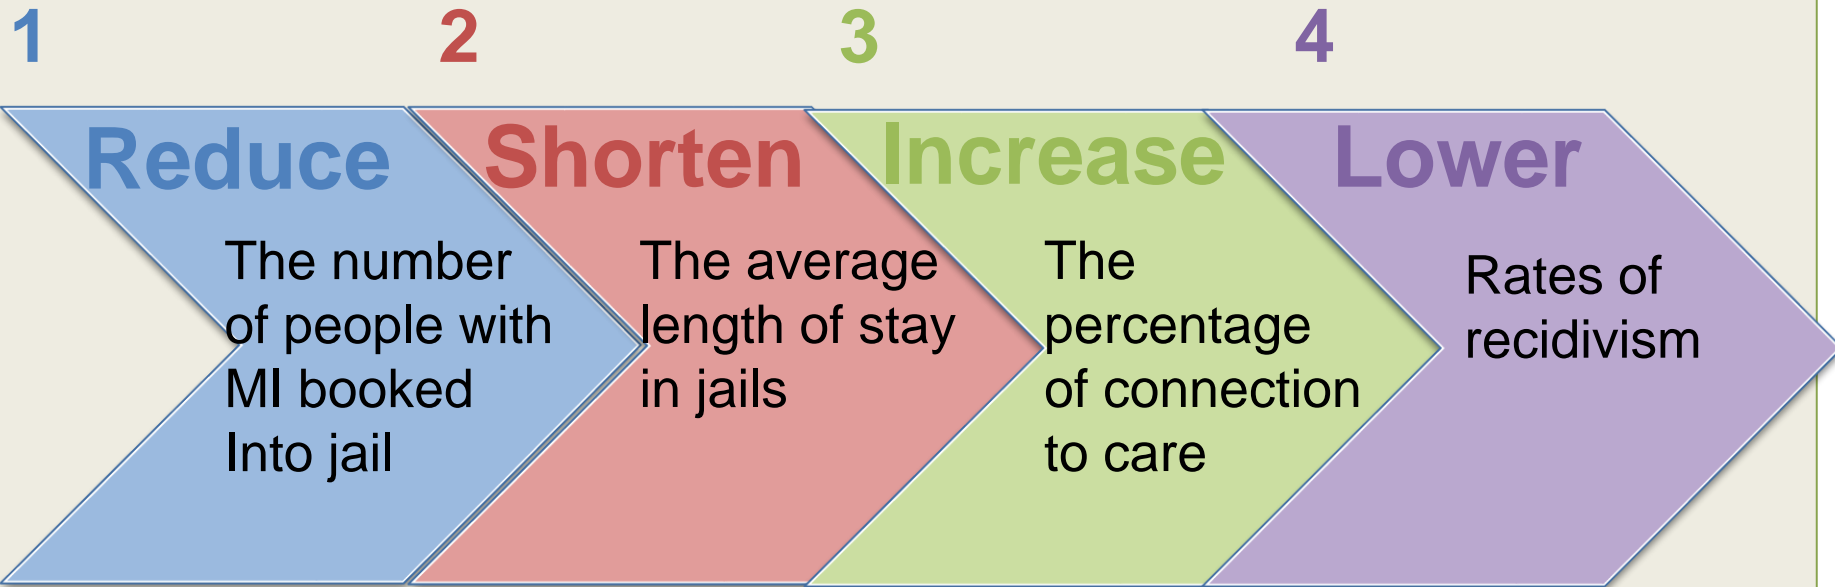 1
Reduce
The number
of people with
MI booked
Into jail
2
Shorten
The average
length of stay
in jails
3
Increase
The
percentage
of connection
to care
4
Lower
Rates of
recidivism